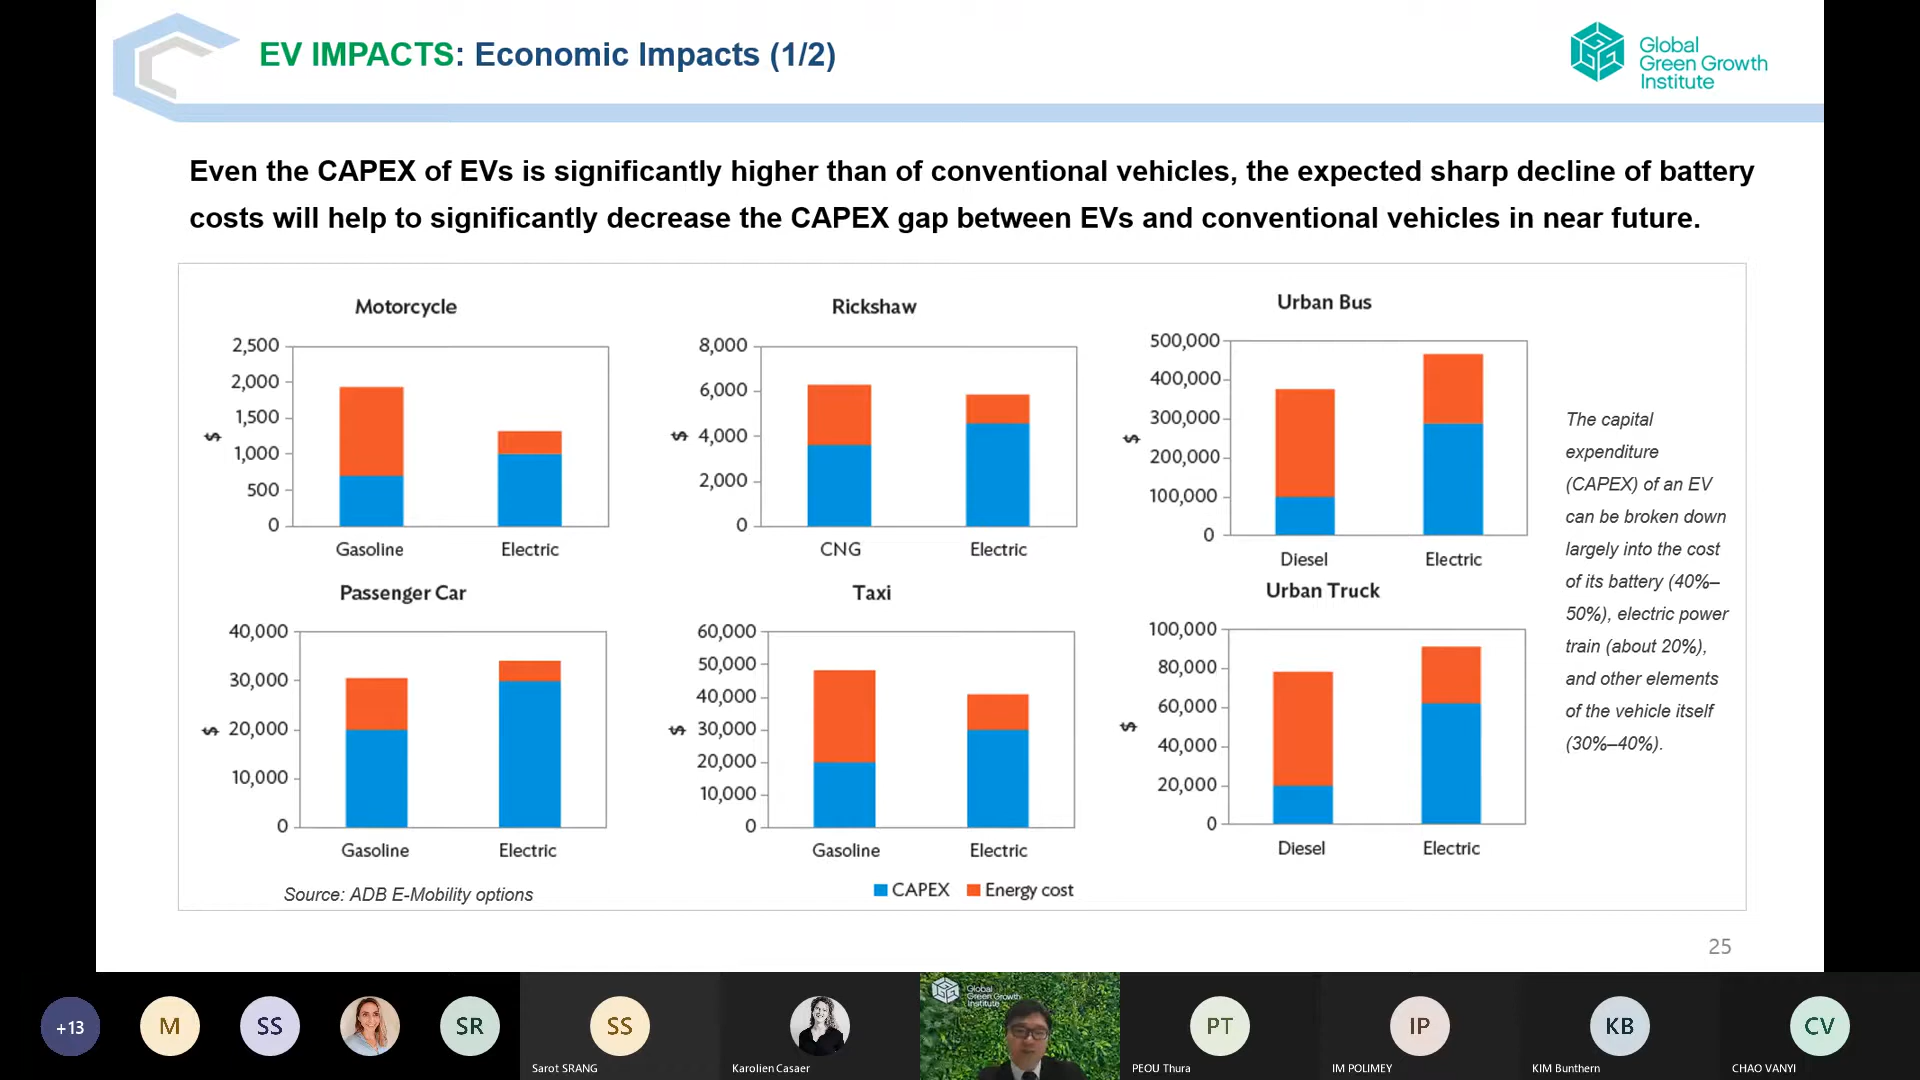 EV IMPACTS: Economic Impacts (1/2)
Global
Green Growth
Institute
Even the CAPEX of EVs is significantly higher than of conventional vehicles, the expected sharp decline of battery
costs will help to significantly decrease the CAPEX gap between EVs and conventional vehicles in near future.
Motorcycle
2,500
2,000
1,500
1,000
500
0
$
Gasoline
Electric
Rickshaw
8,000
6,000
4,000
2,000
0
$
CNG
Electric
Urban Bus
500,000
400,000
300,000
200,000
100,000
0
$
Diesel
Electric
Passenger Car
40,000
30,000
20,000
10,000
0
$
Gasoline
Electric
Taxi
60,000
50,000
40,000
30,000
20,000
10,000
0
$
Gasoline
Electric
Urban Truck
100,000
80,000
60,000
40,000
20,000
0
$
Diesel
Electric
The capital
expenditure
(CAPEX) of an EV
can be broken down
largely into the cost
of its battery (40%–
50%), electric power
train (about 20%),
and other elements
of the vehicle itself
(30%–40%).
Source: ADB E-Mobility options
CAPEX
Energy cost
25
+13
M
SS
SR
SS
Sarot SRANG
Karolien Casaer
Global
Green Growth
Institute
PT
PEOU Thura
IP
IM POLIMEY
KB
KIM Bunthern
CV
CHAO VANYI